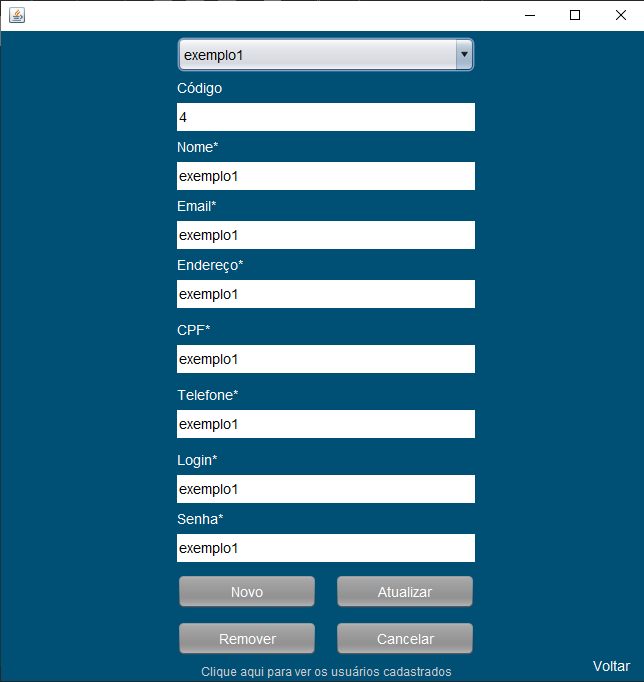 exemplo1
Código
4
Nome*
exemplo1
Email*
exemplo1
Endereço*
exemplo1
CPF*
exemplo1
Telefone*
exemplo1
Login*
exemplo1
Senha*
exemplo1
Novo Atualizar
Remover Cancelar
Clique aqui para ver os usuários cadastrados
Voltar